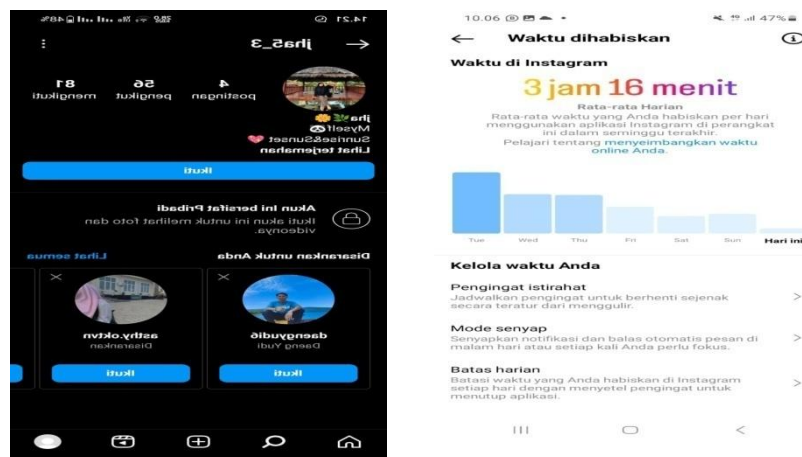 14.21
48%
jha5_3
4 56 81
postingan pengikut mengikuti
jha
Myself
Sunrise&Sunset
Lihat terjemahan
Ikuti
Akun Ini bersifat Pribadi
Ikuti akun ini untuk melihat foto dan
videonya.
Disarankan untuk Anda Lihat semua
daengyudi6 asthy.oktvn
Daeng Yudi Disarankan
Ikuti Ikuti
10.06
47%
Waktu dihabiskan
Waktu di Instagram
3 jam 16 menit
Rata-rata Harian
Rata-rata waktu yang Anda habiskan per hari
menggunakan aplikasi Instagram di perangkat
ini dalam seminggu terakhir.
Pelajari tentang menyeimbangkan waktu
online Anda.
Tue Wed Thu Fri Sat Sun Hari ini
Kelola waktu Anda
Pengingat istirahat
Jadwalkan pengingat untuk berhenti sejenak
secara teratur dari menggulir.
Mode senyap
Senyapkan notifikasi dan balas otomatis pesan di
malam hari atau setiap kali Anda perlu fokus.
Batas harian
Batasi waktu yang Anda habiskan di Instagram
setiap hari dengan menyetel pengingat untuk
menutup aplikasi.